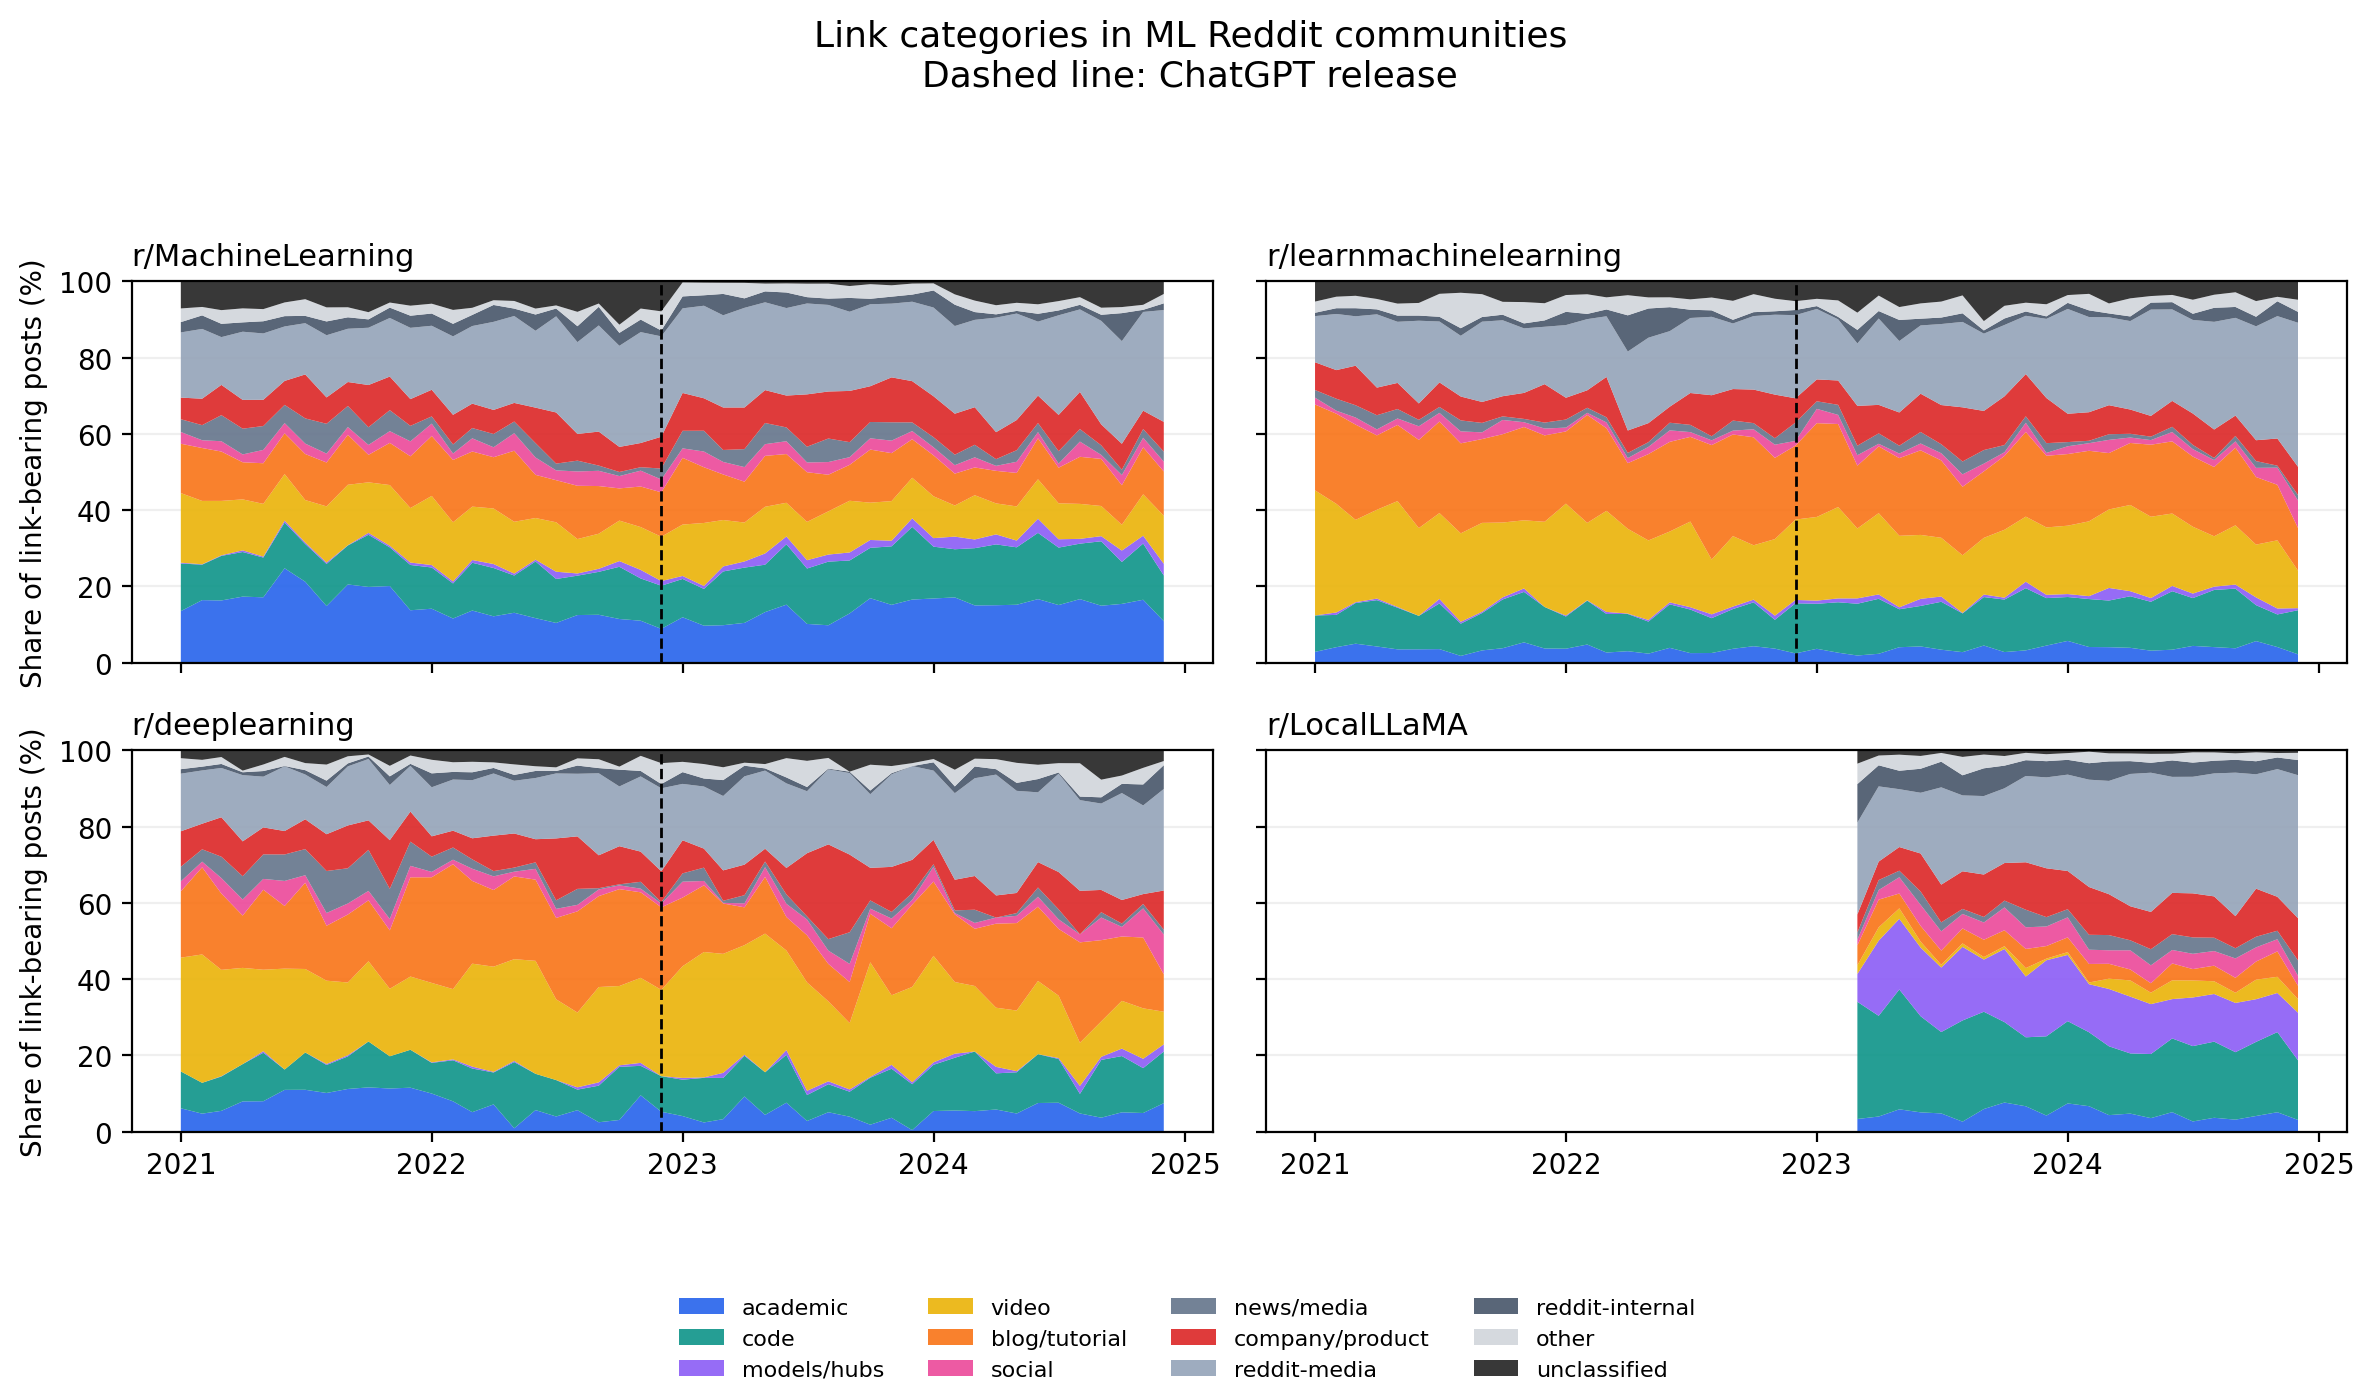 Link categories in ML Reddit communities
Dashed line: ChatGPT release
r/MachineLearning
r/learnmachinelearning
Share of link-bearing posts (%)
100
80
60
40
20
0
r/deeplearning
r/LocalLLaMA
Share of link-bearing posts (%)
100
80
60
40
20
0
2021 2022 2023 2024 2025
2021 2022 2023 2024 2025
academic video news/media reddit-internal
code blog/tutorial company/product other
models/hubs social reddit-media unclassified